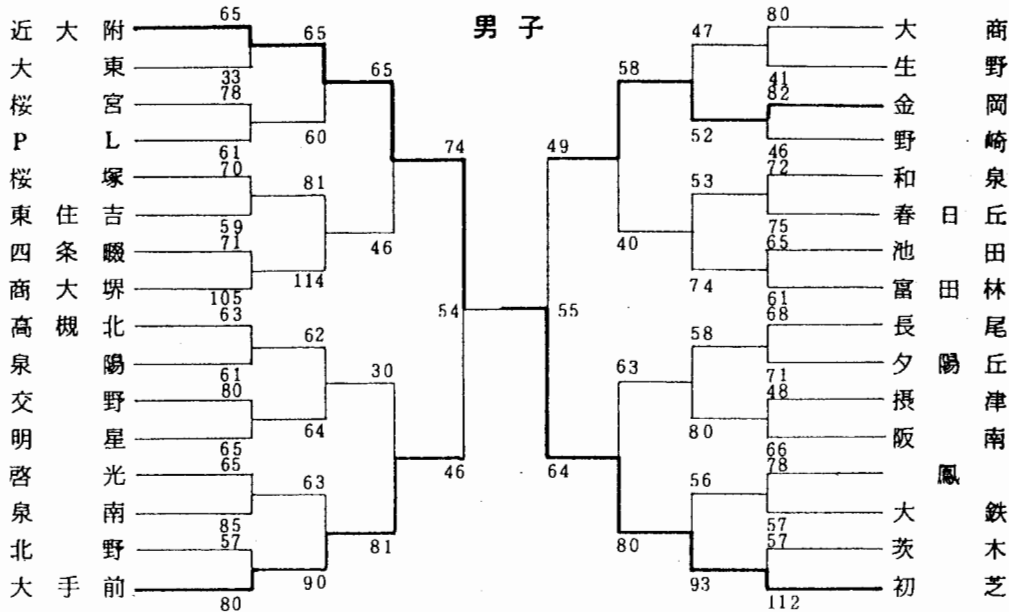 男子
近大附
大東
桜宮
PL
桜塚
東住吉
四条畷
商大堺
高槻北
泉陽
交野
明星
啓光
泉南
北野
大手前
65
33
78
61
70
59
71
105
63
61
80
65
65
85
57
80
65
60
81
114
62
64
63
90
65
46
30
81
74
46
54
55
49
64
58
40
63
80
47
52
53
74
58
80
56
93
80
41
82
46
72
75
65
61
68
71
48
66
78
57
57
112
大商
生野
金岡
野崎
和泉
春日丘
池田
富田林
長尾
夕陽丘
摂津
阪南
鳳
大鉄
茨木
初芝